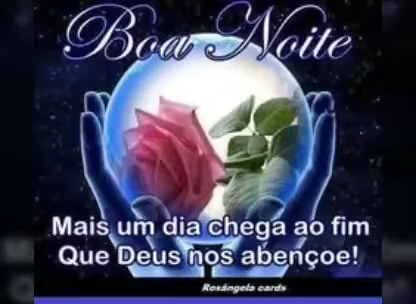 Boa Noite
Mais um dia chega ao fim
Que Deus nos abençoe!
Rosângela cards